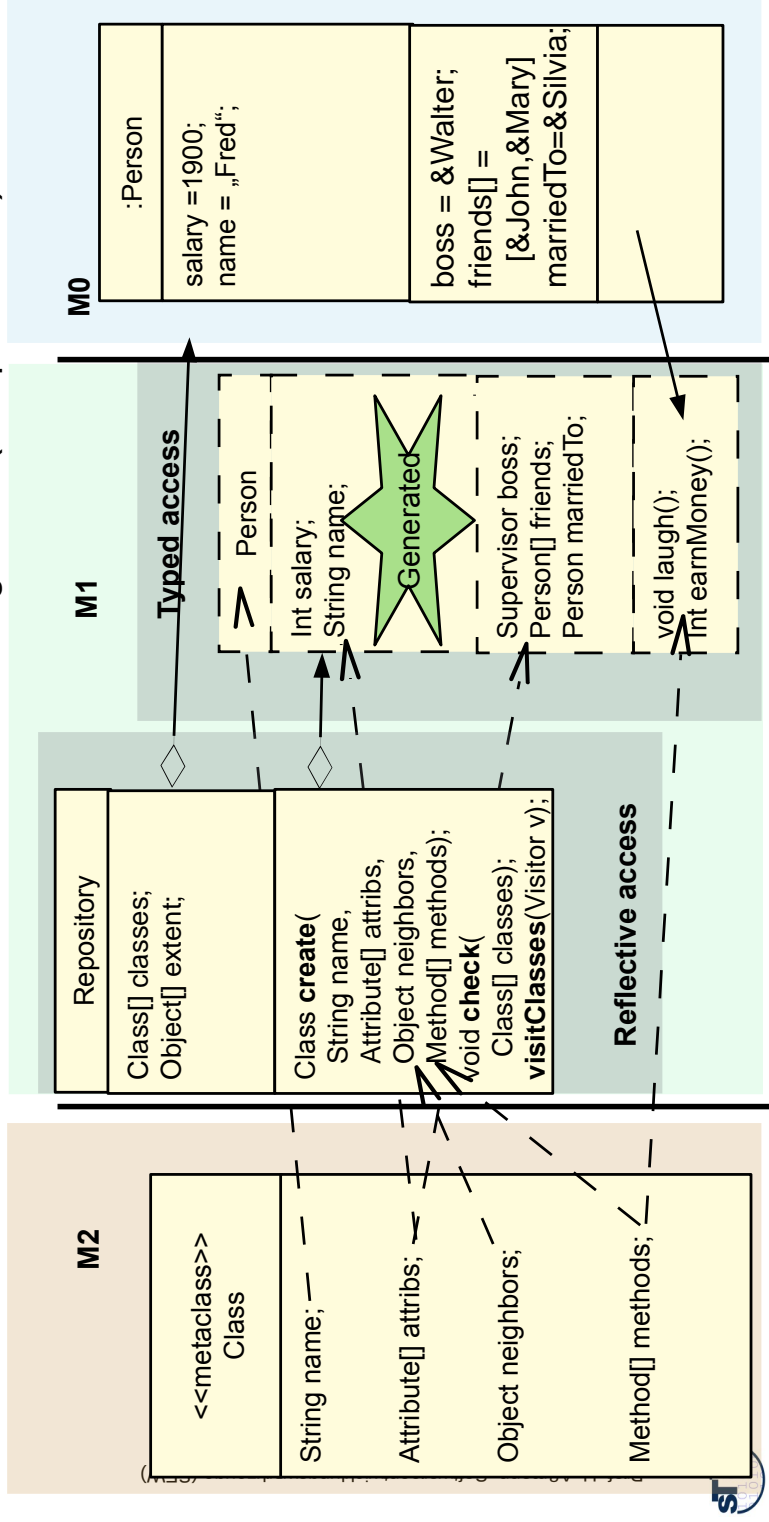 M2
<<metaclass>>
Class
String name;
Attribute[] attribs;
Object neighbors;
Method[] methods;
M1
Repository
Class[] classes;
Object[] extent;
Class create(
String name,
Attribute[] attribs,
Object neighbors,
Method[] methods);
void check(
Class[] classes);
visitClasses(Visitor v);
Reflective access
Typed access
Person
Int salary;
String name;
Generated
Supervisor boss;
Person[] friends;
Person marriedTo;
void laugh();
Int earnMoney();
M0
:Person
salary =1900;
name = „Fred“;
boss = &Walter;
friends[] =
[&John,&Mary]
marriedTo=&Silvia;
ST